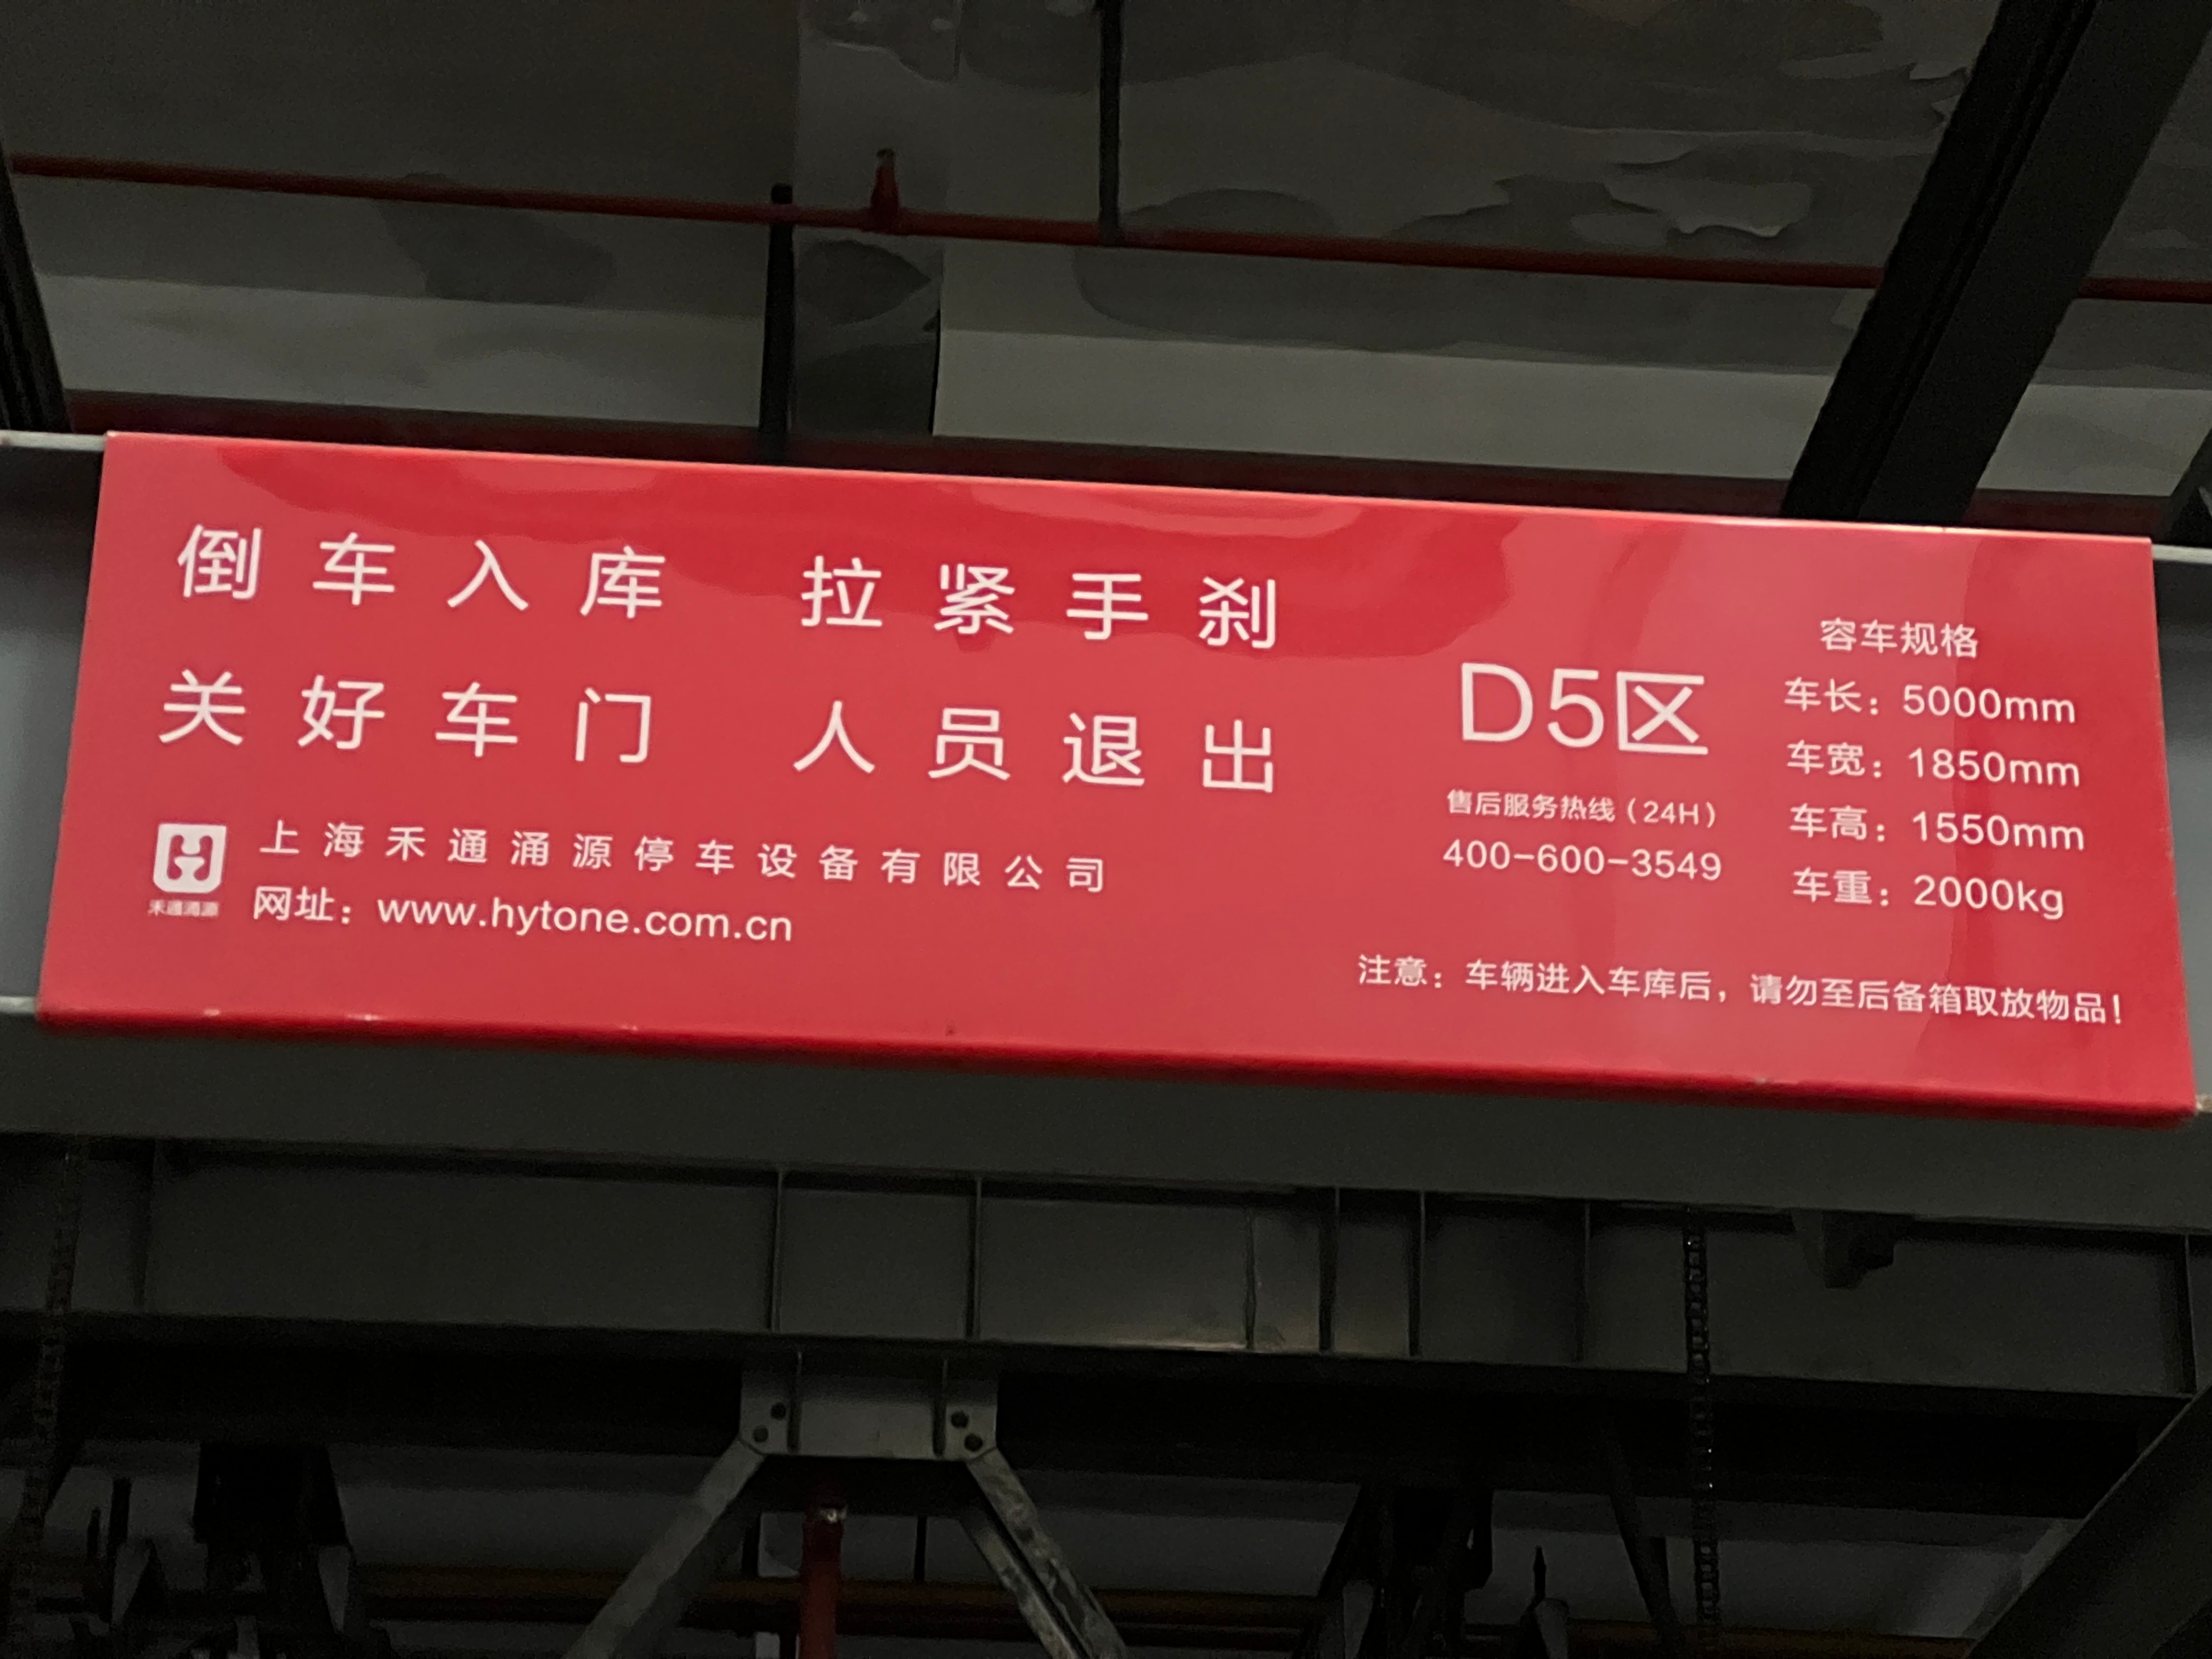 倒车入库 拉紧手刹
关好车门 人员退出
上海禾通涌源停车设备有限公司
网址：www.hytone.com.cn
禾通涌源
D5区
售后服务热线（24H）
400-600-3549
容车规格
车长：5000mm
车宽：1850mm
车高：1550mm
车重：2000kg
注意：车辆进入车库后，请勿至后备箱取放物品！